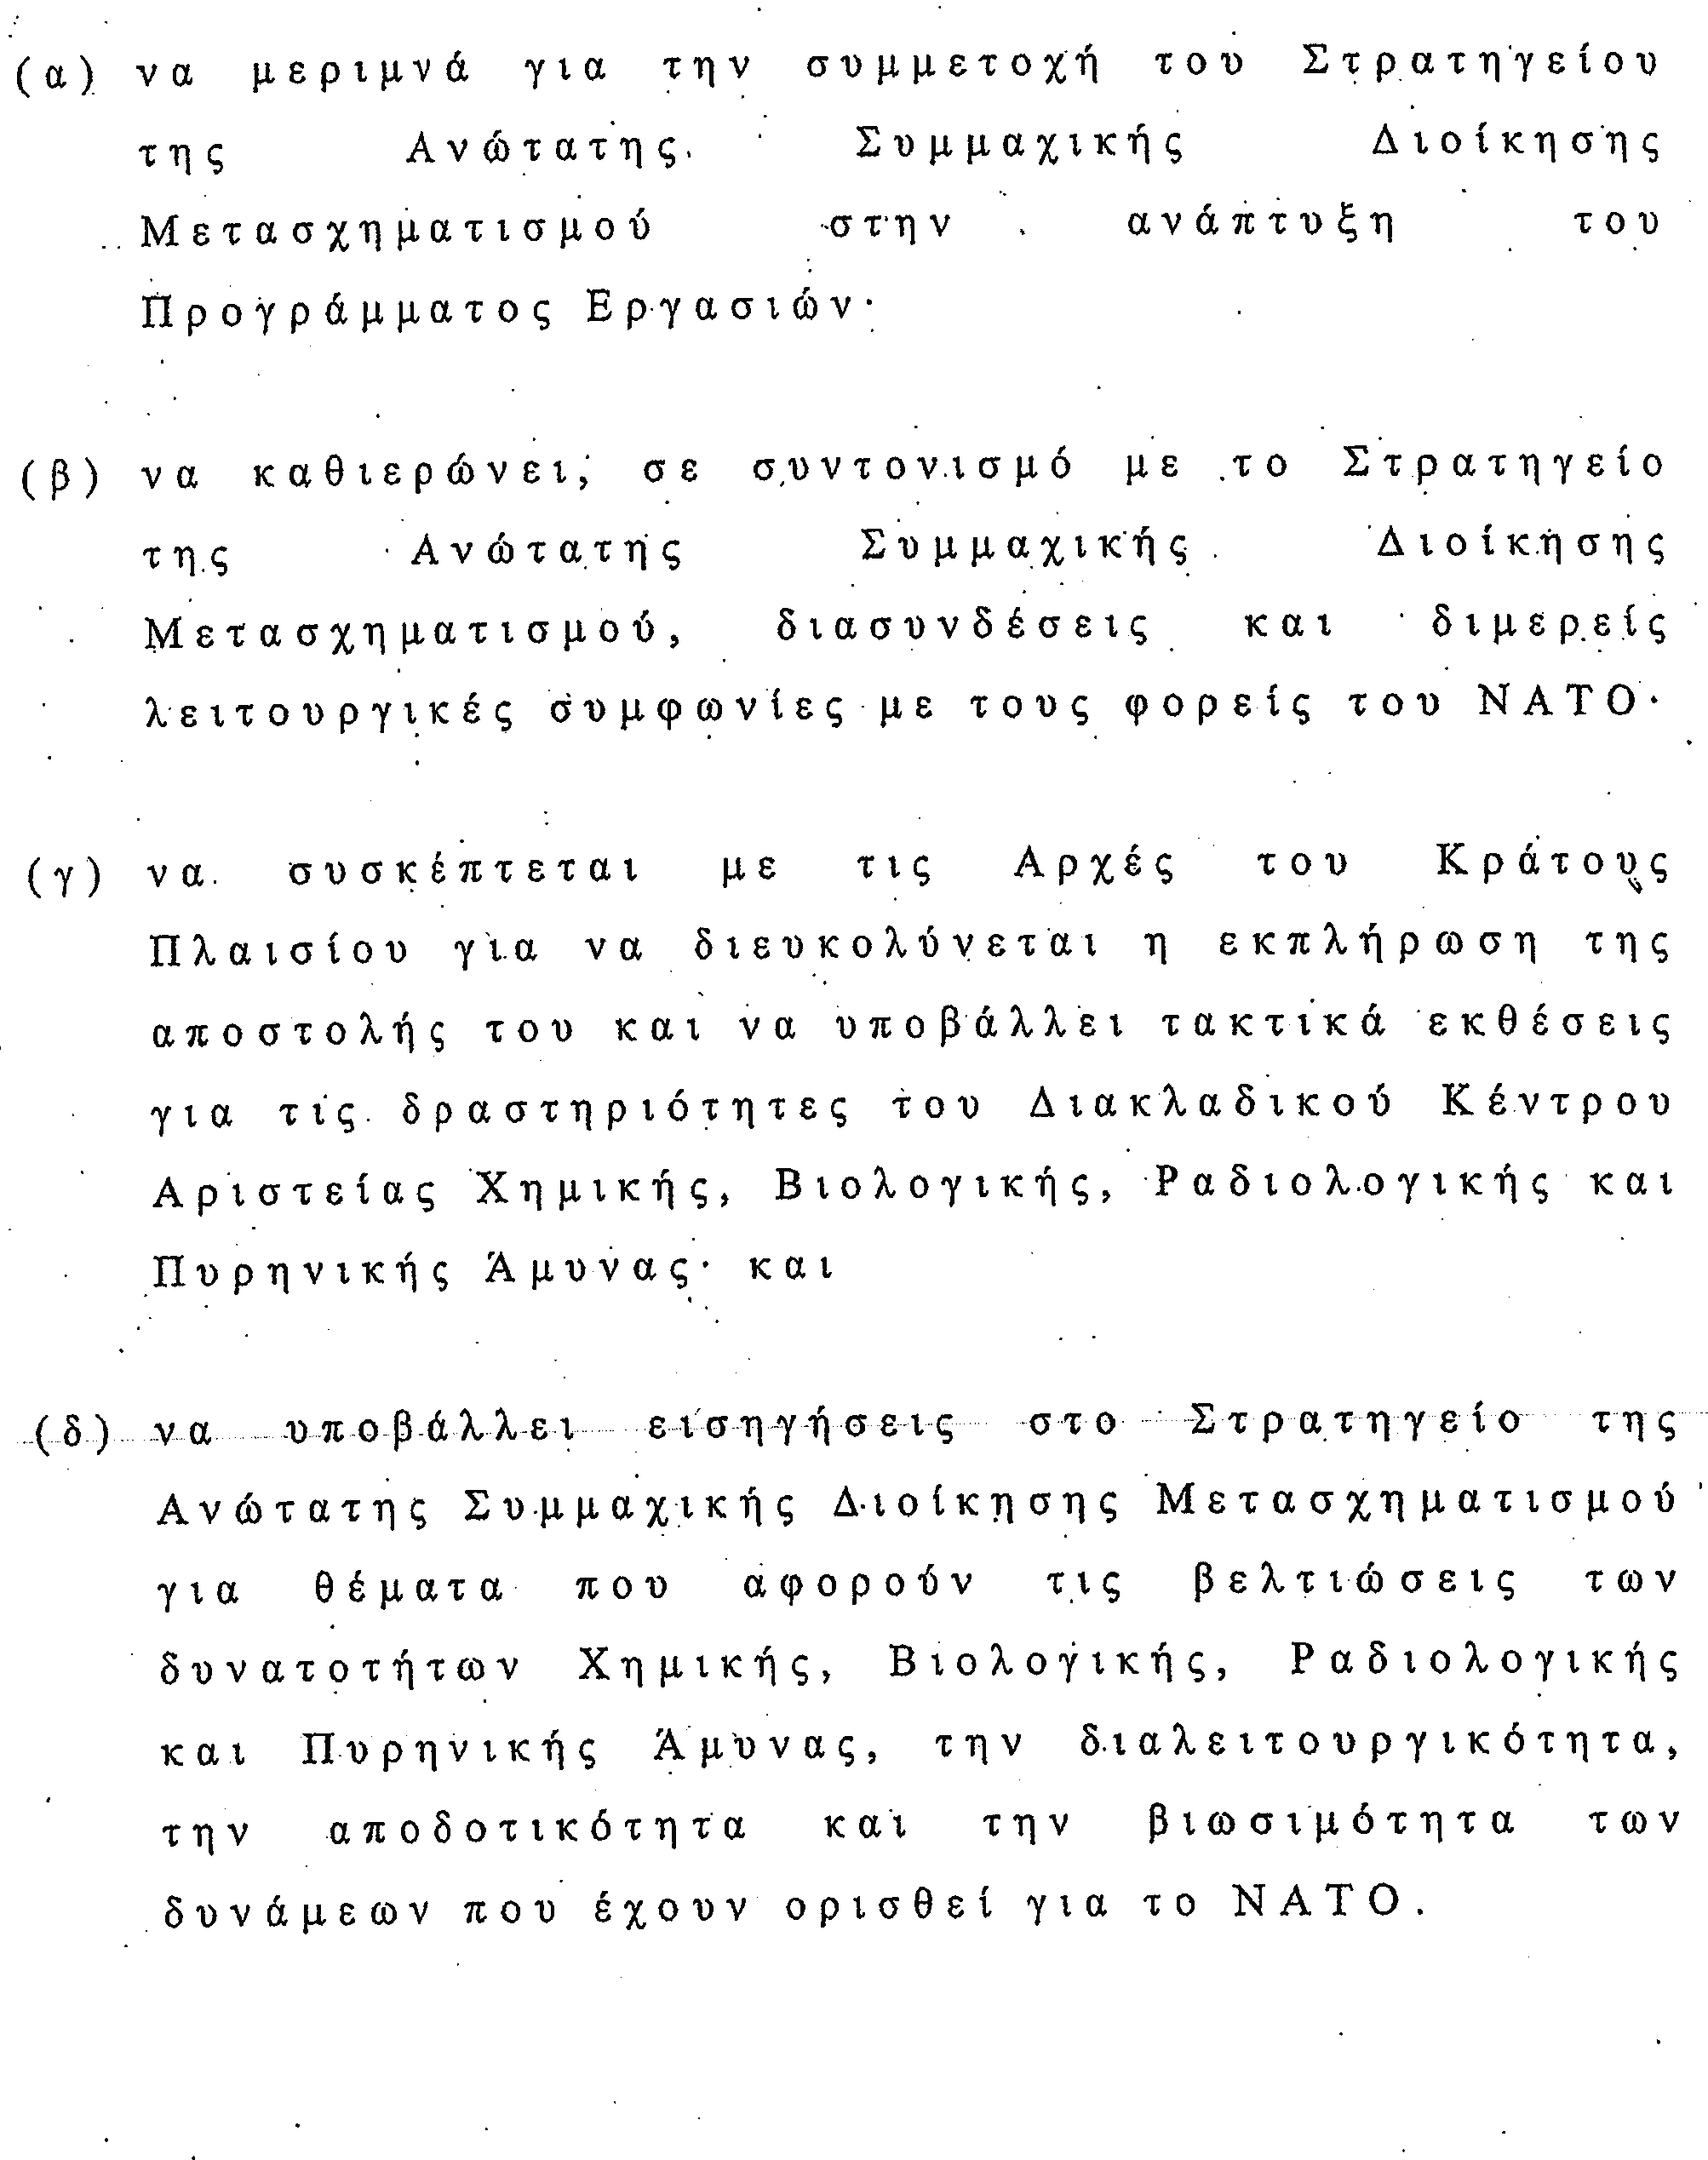 (α) να μεριμνά για την συμμετοχή του Στρατηγείου
της Ανώτατης Συμμαχικής Διοίκησης
Μετασχηματισμού στην ανάπτυξη του
Προγράμματος Εργασιών·
(β) να καθιερώνει, σε συντονισμό με το Στρατηγείο
της Ανώτατης Συμμαχικής Διοίκησης
Μετασχηματισμού, διασυνδέσεις και διμερείς
λειτουργικές συμφωνίες με τους φορείς του ΝΑΤΟ·
(γ) να συσκέπτεται με τις Αρχές του Κράτους
Πλαισίου για να διευκολύνεται η εκπλήρωση της
αποστολής του και να υποβάλλει τακτικά εκθέσεις
για τις δραστηριότητες του Διακλαδικού Κέντρου
Αριστείας Χημικής, Βιολογικής, Ραδιολογικής και
Πυρηνικής Άμυνας· και
(δ) να υποβάλλει εισηγήσεις στο Στρατηγείο της
Ανώτατης Συμμαχικής Διοίκησης Μετασχηματισμού
για θέματα που αφορούν τις βελτιώσεις των
δυνατοτήτων Χημικής, Βιολογικής, Ραδιολογικής
και Πυρηνικής Άμυνας, την διαλειτουργικότητα,
την αποδοτικότητα και την βιωσιμότητα των
δυνάμεων που έχουν ορισθεί για το ΝΑΤΟ.